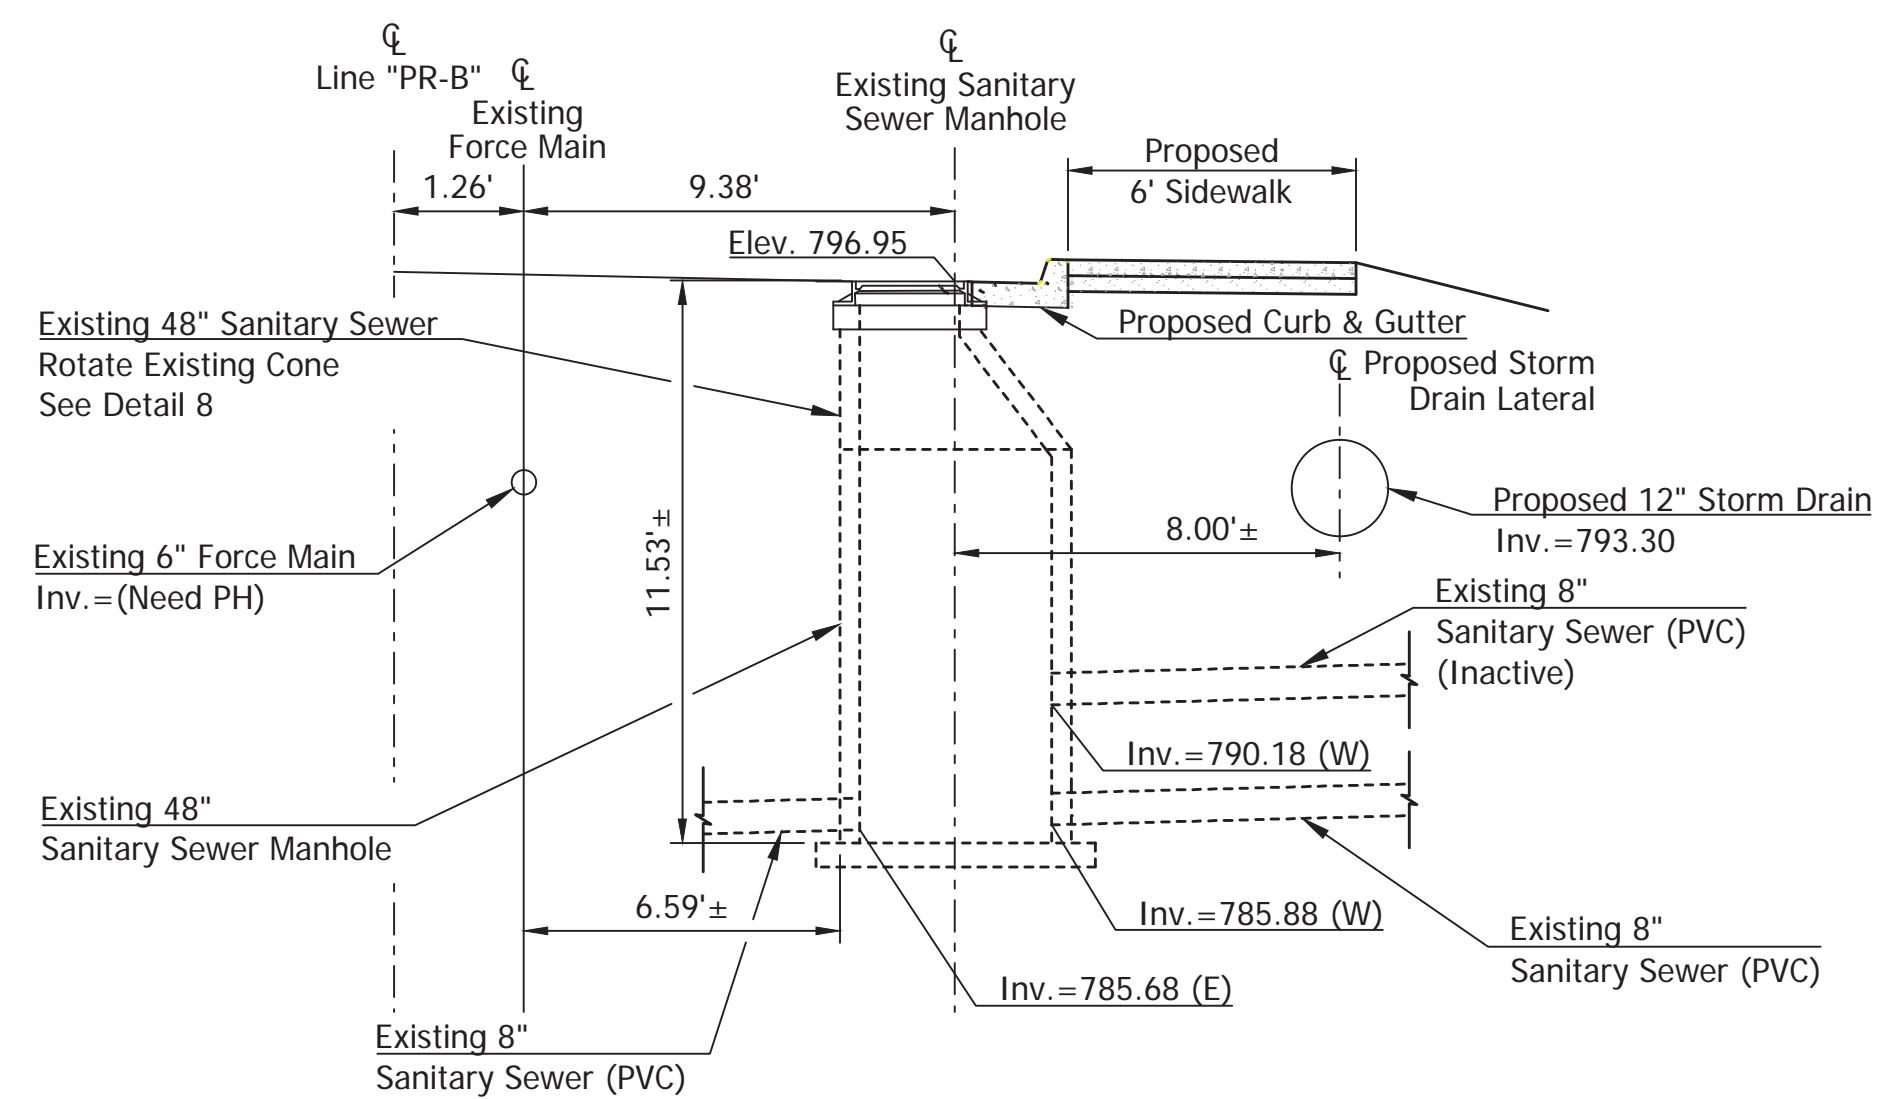 ℄
Line "PR-B"
℄
Existing
Force Main
℄
Existing Sanitary
Sewer Manhole
Proposed
6' Sidewalk
1.26'
9.38'
Elev. 796.95
Existing 48" Sanitary Sewer
Rotate Existing Cone
See Detail 8
Proposed Curb & Gutter
℄ Proposed Storm
Drain Lateral
Proposed 12" Storm Drain
Inv.=793.30
8.00'±
11.53'±
Existing 6" Force Main
Inv.=(Need PH)
Existing 8"
Sanitary Sewer (PVC)
(Inactive)
Inv.=790.18 (W)
Existing 48"
Sanitary Sewer Manhole
6.59'±
Inv.=785.88 (W)
Existing 8"
Sanitary Sewer (PVC)
Inv.=785.68 (E)
Existing 8"
Sanitary Sewer (PVC)